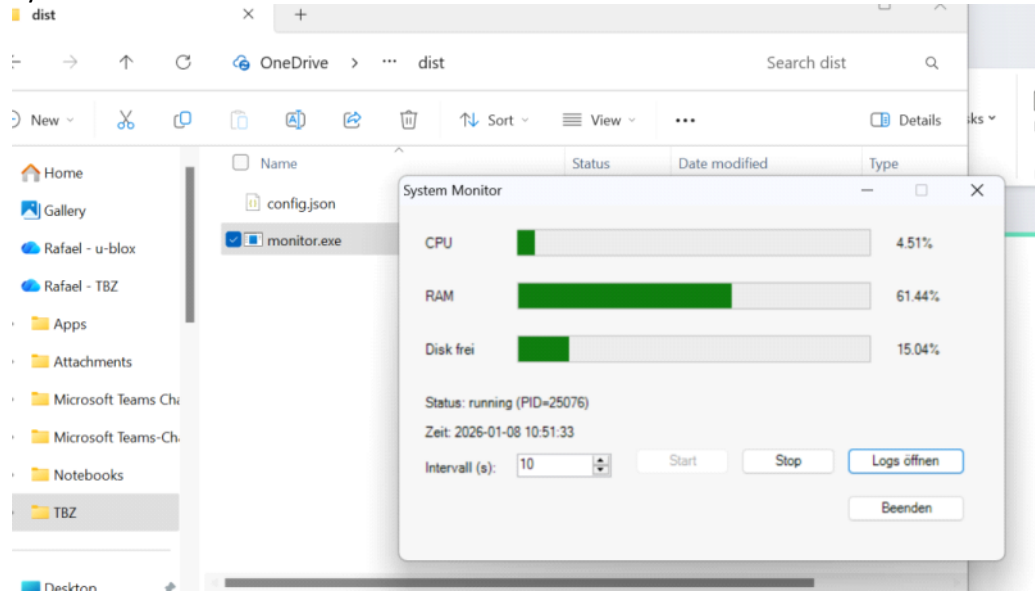 dist
OneDrive > ... dist Search dist
New Sort View ... Details
Name Status Date modified Type
Home
Gallery
Rafael - u-blox
Rafael - TBZ
Apps
Attachments
Microsoft Teams Cha
Microsoft Teams-Ch
Notebooks
TBZ
Desktop
config.json
monitor.exe
System Monitor
CPU 4.51%
RAM 61.44%
Disk frei 15.04%
Status: running (PID=25076)
Zeit: 2026-01-08 10:51:33
Intervall (s): 10 Start Stop Logs öffnen
Beenden